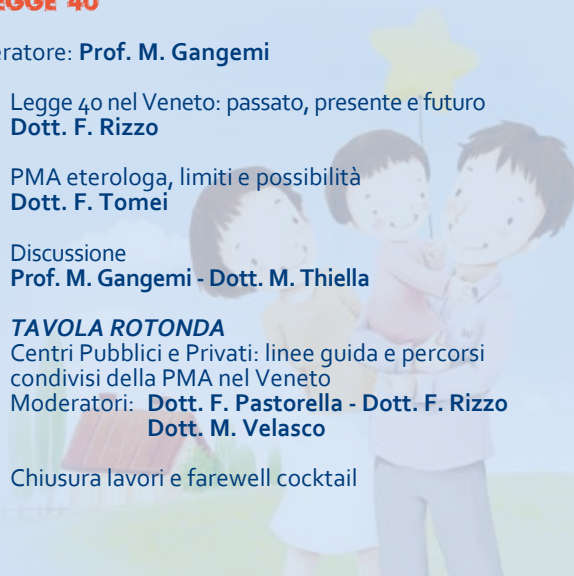 LEGGE 40
eratore: Prof. M. Gangemi
Legge 40 nel Veneto: passato, presente e futuro
Dott. F. Rizzo
PMA eterologa, limiti e possibilità
Dott. F. Tomei
Discussione
Prof. M. Gangemi - Dott. M. Thiella
TAVOLA ROTONDA
Centri Pubblici e Privati: linee guida e percorsi
condivisi della PMA nel Veneto
Moderatori: Dott. F. Pastorella - Dott. F. Rizzo
Dott. M. Velasco
Chiusura lavori e farewell cocktail